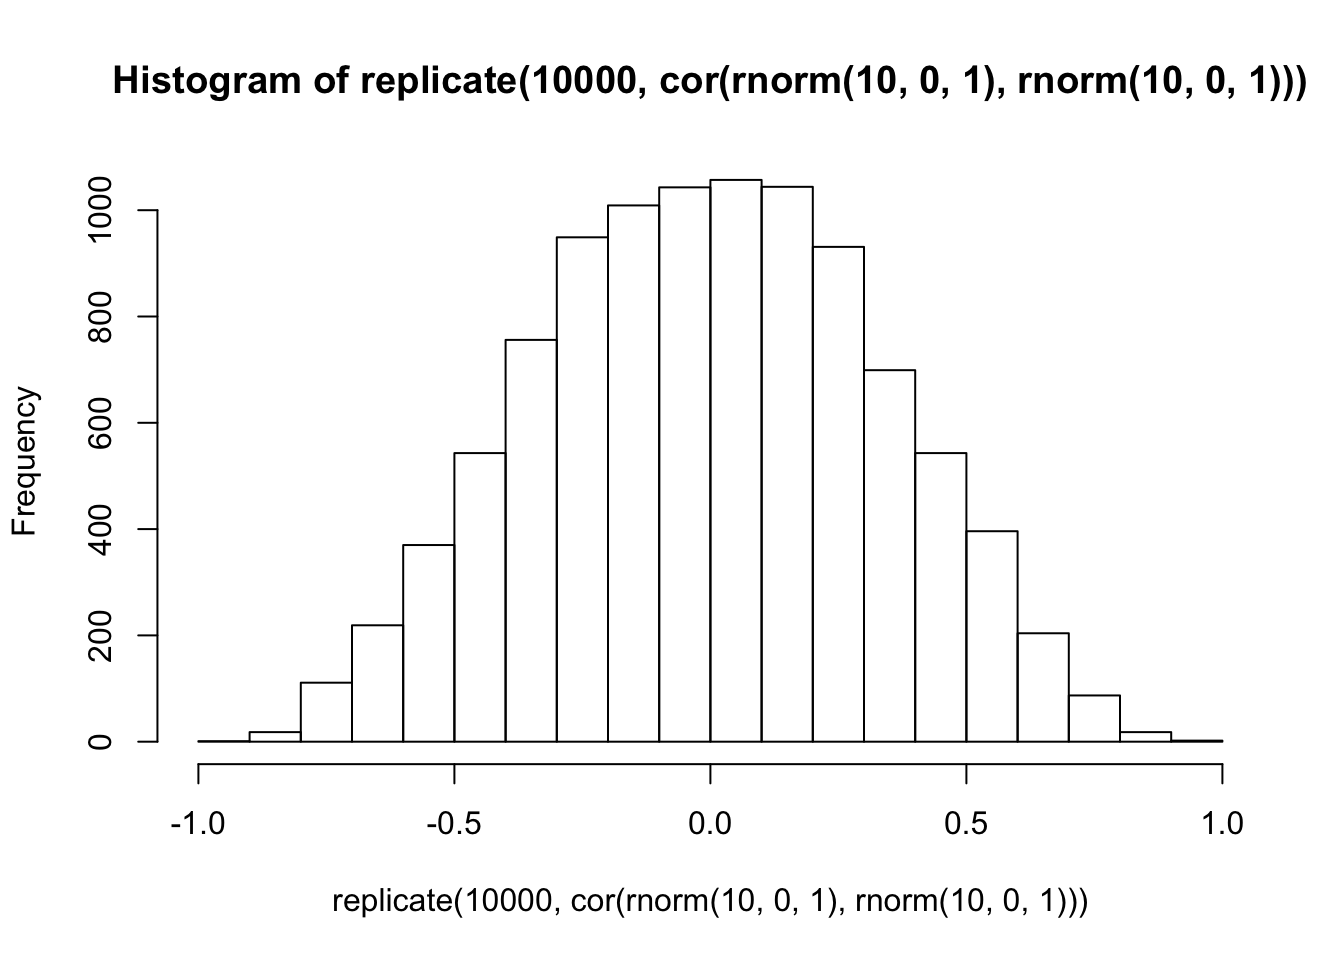 Histogram of replicate(10000, cor(rnorm(10, 0, 1), rnorm(10, 0, 1)))
Frequency
1000
800
600
400
200
0
-1.0 -0.5 0.0 0.5 1.0
replicate(10000, cor(rnorm(10, 0, 1), rnorm(10, 0, 1)))